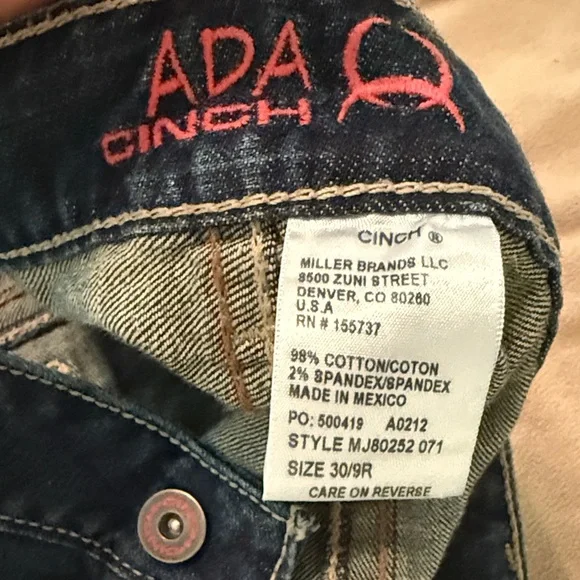 ADA
CINCH
CINCH ®
MILLER BRANDS LLC
8500 ZUNI STREET
DENVER, CO 80260
U.S.A
RN # 155737
98% COTTON/COTON
2% SPANDEX/SPANDEX
MADE IN MEXICO
PO: 500419 A0212
STYLE MJ80252 071
SIZE 30/9R
CARE ON REVERSE